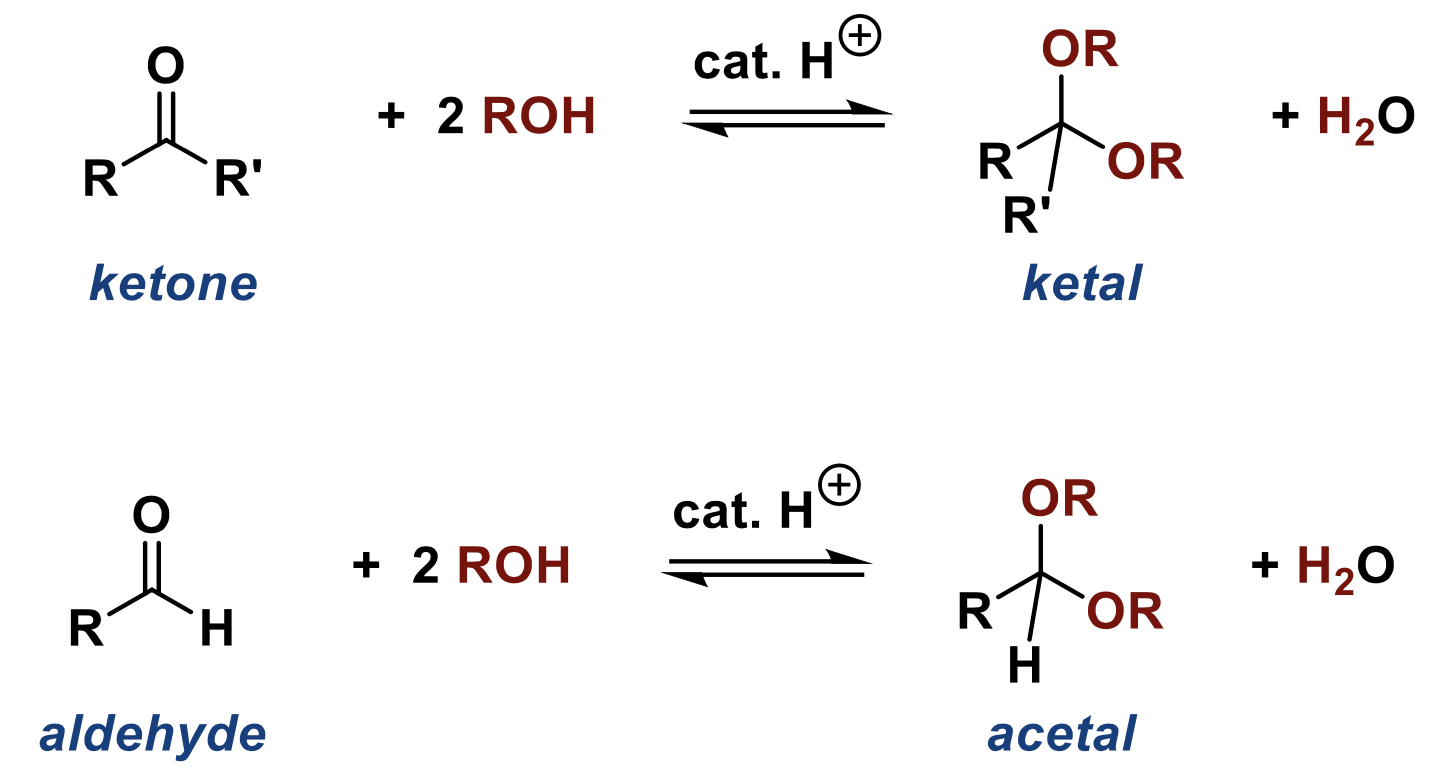 O
R R'
+ 2 ROH
cat. H⊕
OR
R OR
R'
+ H₂O
ketone
ketal
O
R H
+ 2 ROH
cat. H⊕
OR
R OR
H
+ H₂O
aldehyde
acetal